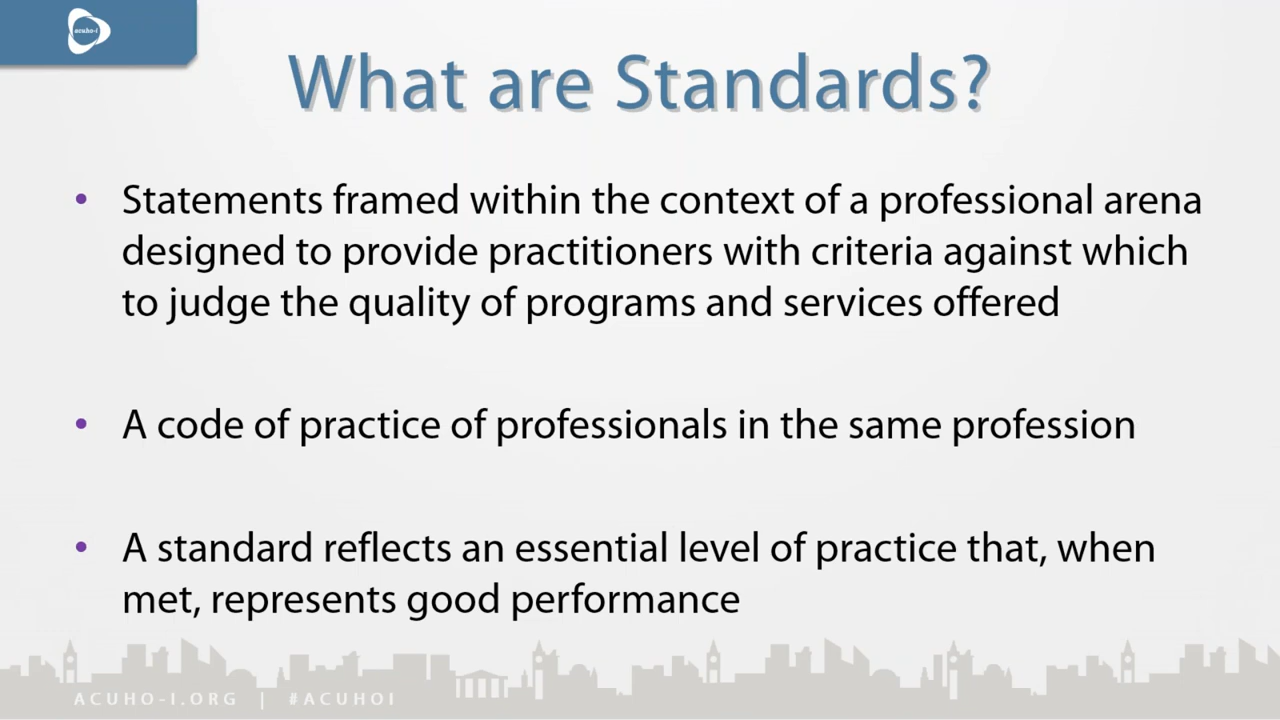 acuho-i
What are Standards?
• Statements framed within the context of a professional arena
designed to provide practitioners with criteria against which
to judge the quality of programs and services offered
• A code of practice of professionals in the same profession
• A standard reflects an essential level of practice that, when
met, represents good performance
ACUHO-I.ORG | #ACUHOI